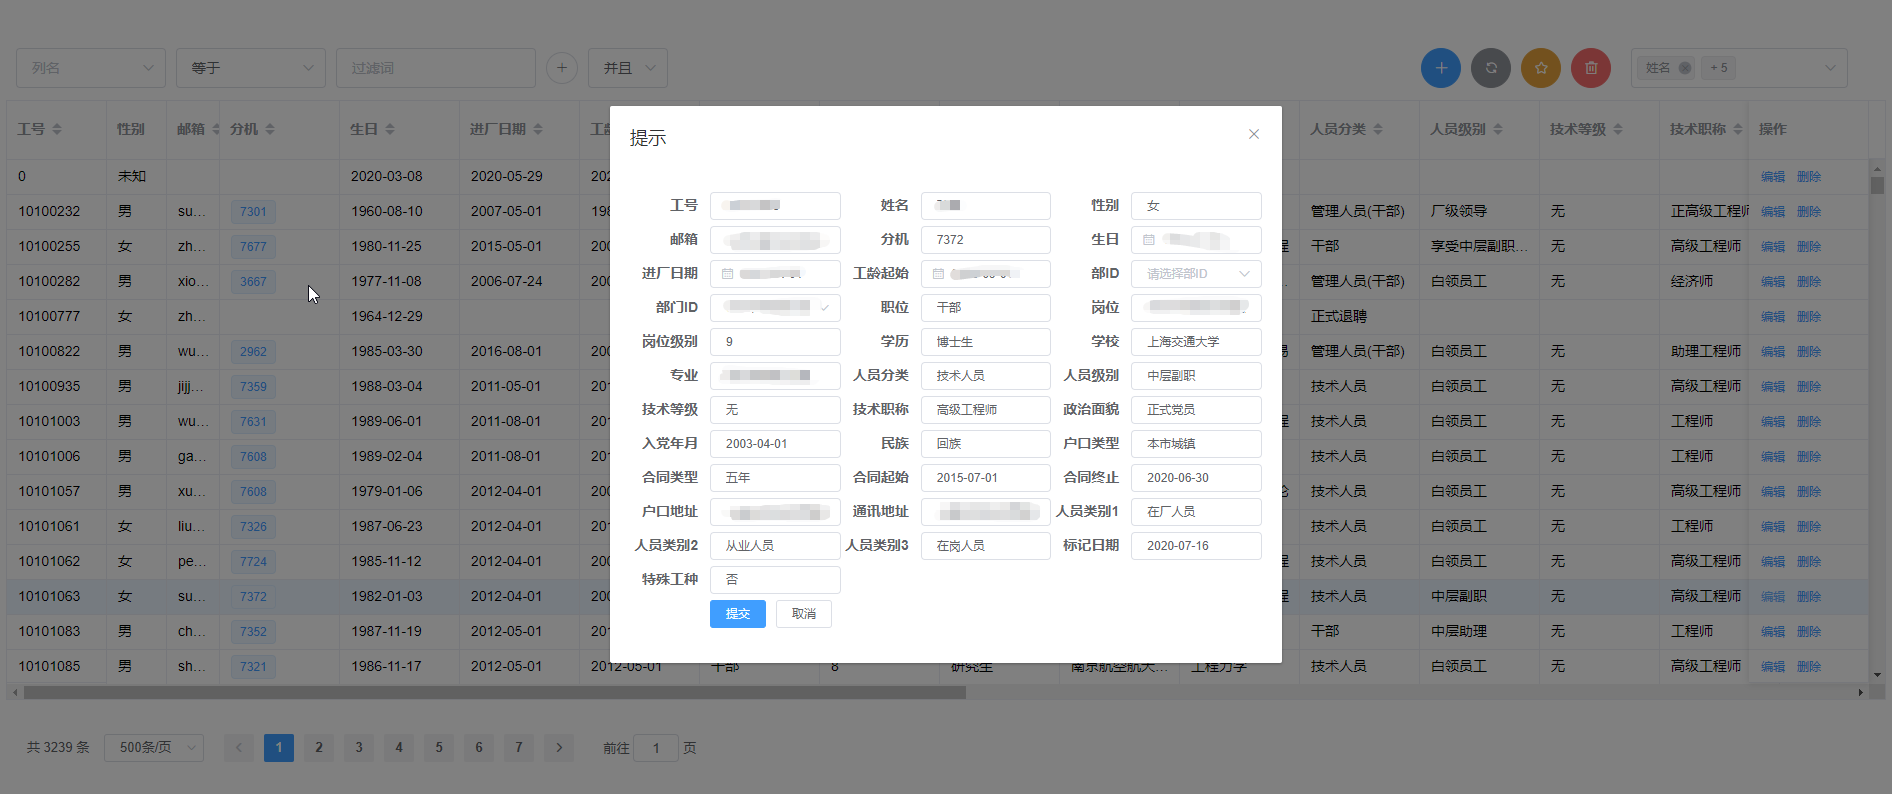 列名 等于 过滤词 并且 姓名 + 5
工号 性别 邮箱 分机 生日 进厂日期 人员分类 人员级别 技术等级 技术职称 操作
0 未知 2020-03-08 2020-05-29 编辑 删除
10100232 男 su... 7301 1960-08-10 2007-05-01 管理人员(干部) 厂级领导 无 正高级工程师 编辑 删除
10100255 女 zh... 7677 1980-11-25 2015-05-01 干部 享受中层副职... 无 高级工程师 编辑 删除
10100282 男 xio... 3667 1977-11-08 2006-07-24 管理人员(干部) 白领员工 无 经济师 编辑 删除
10100777 女 zh... 1964-12-29 正式退聘 编辑 删除
10100822 男 wu... 2962 1985-03-30 2016-08-01 管理人员(干部) 白领员工 无 助理工程师 编辑 删除
10100935 男 jijj... 7359 1988-03-04 2011-05-01 技术人员 白领员工 无 工程师 编辑 删除
10101003 男 wu... 7631 1989-06-01 2011-08-01 技术人员 白领员工 无 工程师 编辑 删除
10101006 男 ga... 7608 1989-02-04 2011-08-01 技术人员 白领员工 无 工程师 编辑 删除
10101057 男 xu... 7608 1979-01-06 2012-04-01 技术人员 白领员工 无 高级工程师 编辑 删除
10101061 女 liu... 7326 1987-06-23 2012-04-01 技术人员 白领员工 无 工程师 编辑 删除
10101062 女 pe... 7724 1985-11-12 2012-04-01 技术人员 白领员工 无 高级工程师 编辑 删除
10101063 女 su... 7372 1982-01-03 2012-04-01 技术人员 中层副职 无 高级工程师 编辑 删除
10101083 男 ch... 7352 1987-11-19 2012-05-01 干部 中层助理 无 工程师 编辑 删除
10101085 男 sh... 7321 1986-11-17 2012-05-01 2012-05-01 干部 8 研究生 南京航空航天... 工程力学 技术人员 白领员工 无 高级工程师 编辑 删除
提示
工号 姓名 性别 女
邮箱 分机 7372 生日
进厂日期 工龄起始 部ID 请选择部ID
部门ID 职位 干部 岗位
岗位级别 9 学历 博士生 学校 上海交通大学
专业 人员分类 技术人员 人员级别 中层副职
技术等级 无 技术职称 高级工程师 政治面貌 正式党员
入党年月 2003-04-01 民族 回族 户口类型 本市城镇
合同类型 五年 合同起始 2015-07-01 合同终止 2020-06-30
户口地址 通讯地址 人员类别1 在厂人员
人员类别2 从业人员 人员类别3 在岗人员 标记日期 2020-07-16
特殊工种 否
提交 取消
共 3239 条 500条/页 1 2 3 4 5 6 7 前往 1 页